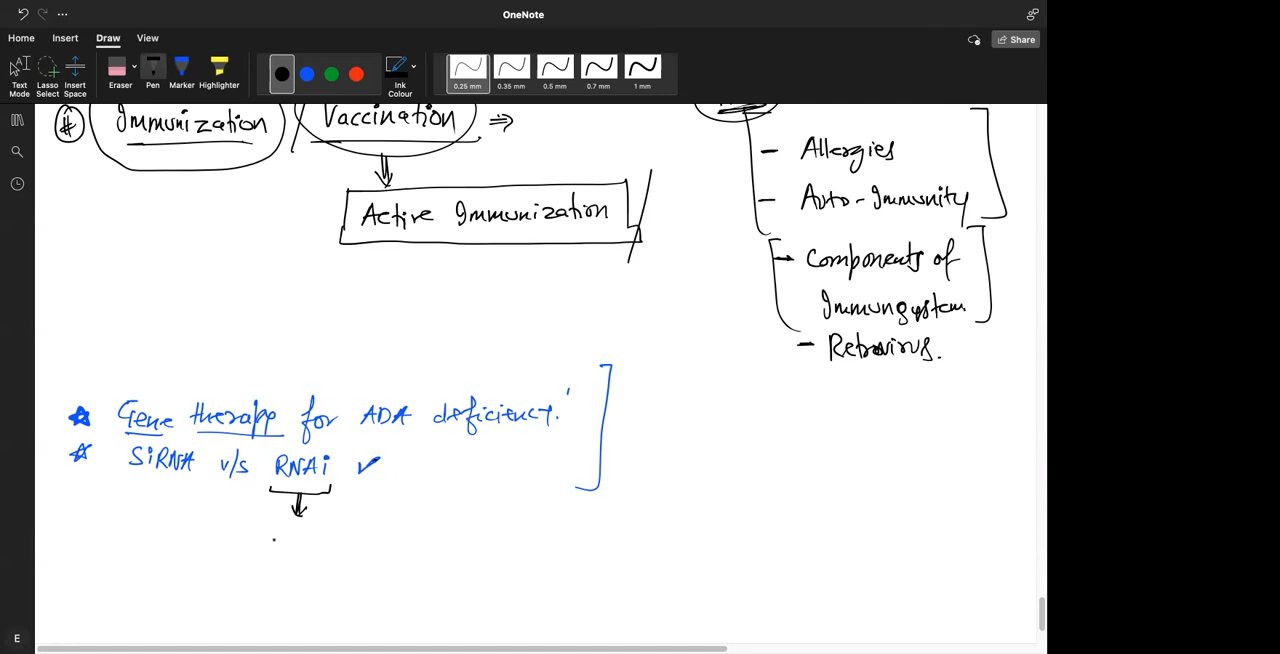 OneNote
Home Insert Draw View
Share
Text Mode
Lasso Select
Insert Space
Eraser
Pen
Marker
Highlighter
Ink Colour
0.25 mm
0.35 mm
0.5 mm
0.7 mm
1 mm
# Immunization / Vaccination ⇒
Active Immunization
- Allergies
- Auto-Immunity
- Components of
Immunsystem.
- Retrovirus.
★ Gene therapy for ADA deficiency.
☆ SiRNA v/s RNAi ✓
E